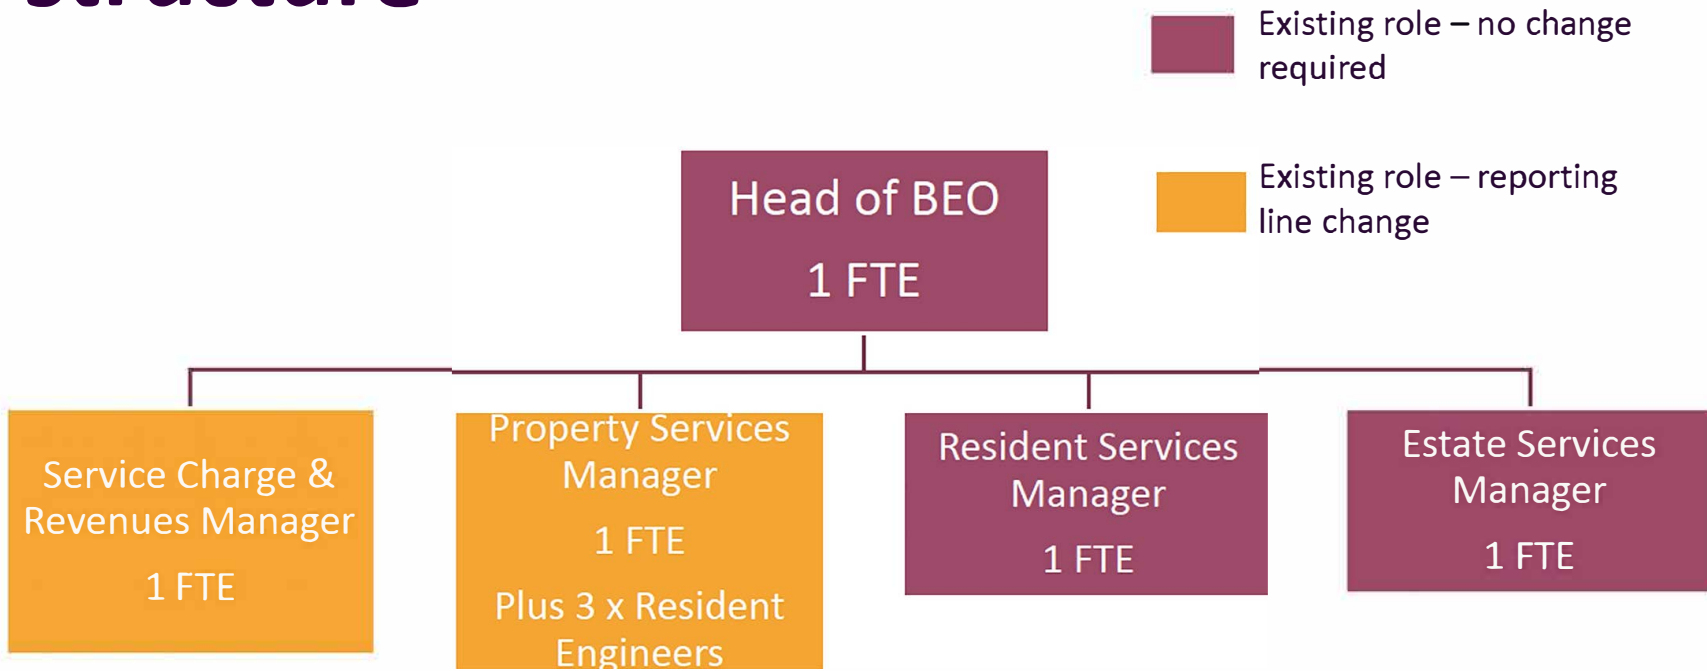 structure
Existing role – no change
required
Existing role – reporting
line change
Head of BEO
1 FTE
Service Charge &
Revenues Manager
1 FTE
Property Services
Manager
1 FTE
Plus 3 x Resident
Engineers
Resident Services
Manager
1 FTE
Estate Services
Manager
1 FTE